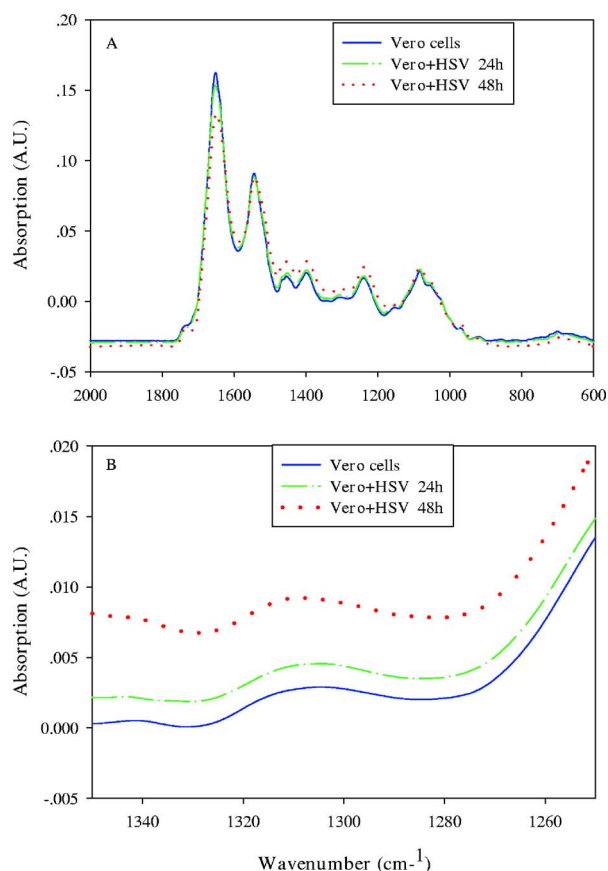 A
Vero cells
Vero+HSV 24h
Vero+HSV 48h
Absorption (A.U.)
.20
.15
.10
.05
0.00
-.05
2000 1800 1600 1400 1200 1000 800 600
B
Vero cells
Vero+HSV 24h
Vero+HSV 48h
Absorption (A.U.)
.020
.015
.010
.005
0.000
-.005
1340 1320 1300 1280 1260
Wavenumber (cm-1)